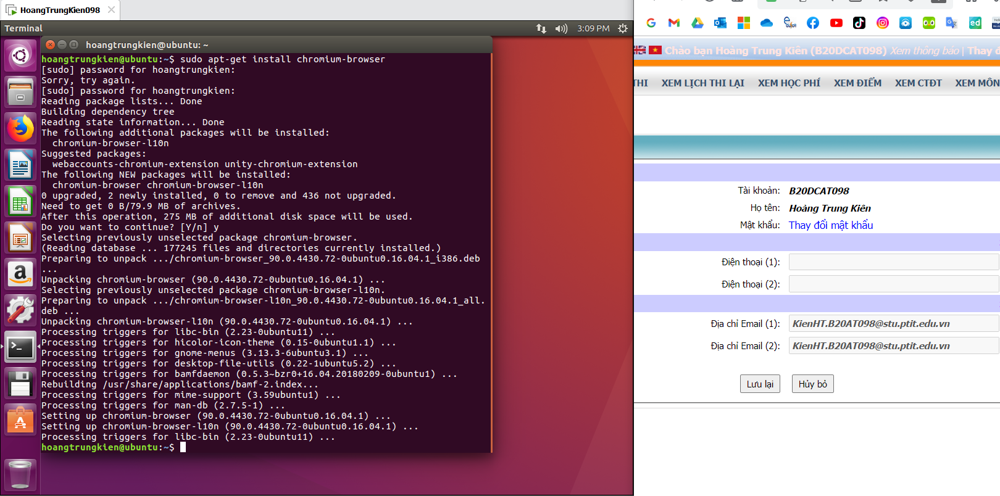 HoangTrungKien098
Terminal
3:09 PM
hoangtrungkien@ubuntu: ~
hoangtrungkien@ubuntu:~$ sudo apt-get install chromium-browser
[sudo] password for hoangtrungkien:
Sorry, try again.
[sudo] password for hoangtrungkien:
Reading package lists... Done
Building dependency tree
Reading state information... Done
The following additional packages will be installed:
chromium-browser-l10n
Suggested packages:
webaccounts-chromium-extension unity-chromium-extension
The following NEW packages will be installed:
chromium-browser chromium-browser-l10n
0 upgraded, 2 newly installed, 0 to remove and 436 not upgraded.
Need to get 0 B/79.9 MB of archives.
After this operation, 275 MB of additional disk space will be used.
Do you want to continue? [Y/n] y
Selecting previously unselected package chromium-browser.
(Reading database ... 177245 files and directories currently installed.)
Preparing to unpack .../chromium-browser_90.0.4430.72-0ubuntu0.16.04.1_i386.deb
...
Unpacking chromium-browser (90.0.4430.72-0ubuntu0.16.04.1) ...
Selecting previously unselected package chromium-browser-l10n.
Preparing to unpack .../chromium-browser-l10n_90.0.4430.72-0ubuntu0.16.04.1_all.
deb ...
Unpacking chromium-browser-l10n (90.0.4430.72-0ubuntu0.16.04.1) ...
Processing triggers for libc-bin (2.23-0ubuntu11) ...
Processing triggers for hicolor-icon-theme (0.15-0ubuntu1.1) ...
Processing triggers for gnome-menus (3.13.3-6ubuntu3.1) ...
Processing triggers for desktop-file-utils (0.22-1ubuntu5.2) ...
Processing triggers for bamfdaemon (0.5.3~bzr0+16.04.20180209-0ubuntu1) ...
Rebuilding /usr/share/applications/bamf-2.index...
Processing triggers for mime-support (3.59ubuntu1) ...
Processing triggers for man-db (2.7.5-1) ...
Setting up chromium-browser (90.0.4430.72-0ubuntu0.16.04.1) ...
Setting up chromium-browser-l10n (90.0.4430.72-0ubuntu0.16.04.1) ...
Processing triggers for libc-bin (2.23-0ubuntu11) ...
hoangtrungkien@ubuntu:~$
Chào bạn Hoàng Trung Kiên (B20DCAT098) Xem thông báo | Thay
THI XEM LỊCH THI LẠI XEM HỌC PHÍ XEM ĐIỂM XEM CTĐT XEM MÔN
Tài khoản: B20DCAT098
Họ tên: Hoàng Trung Kiên
Mật khẩu: Thay đổi mật khẩu
Điện thoại (1):
Điện thoại (2):
Địa chỉ Email (1): KienHT.B20AT098@stu.ptit.edu.vn
Địa chỉ Email (2): KienHT.B20AT098@stu.ptit.edu.vn
Lưu lại Hủy bỏ